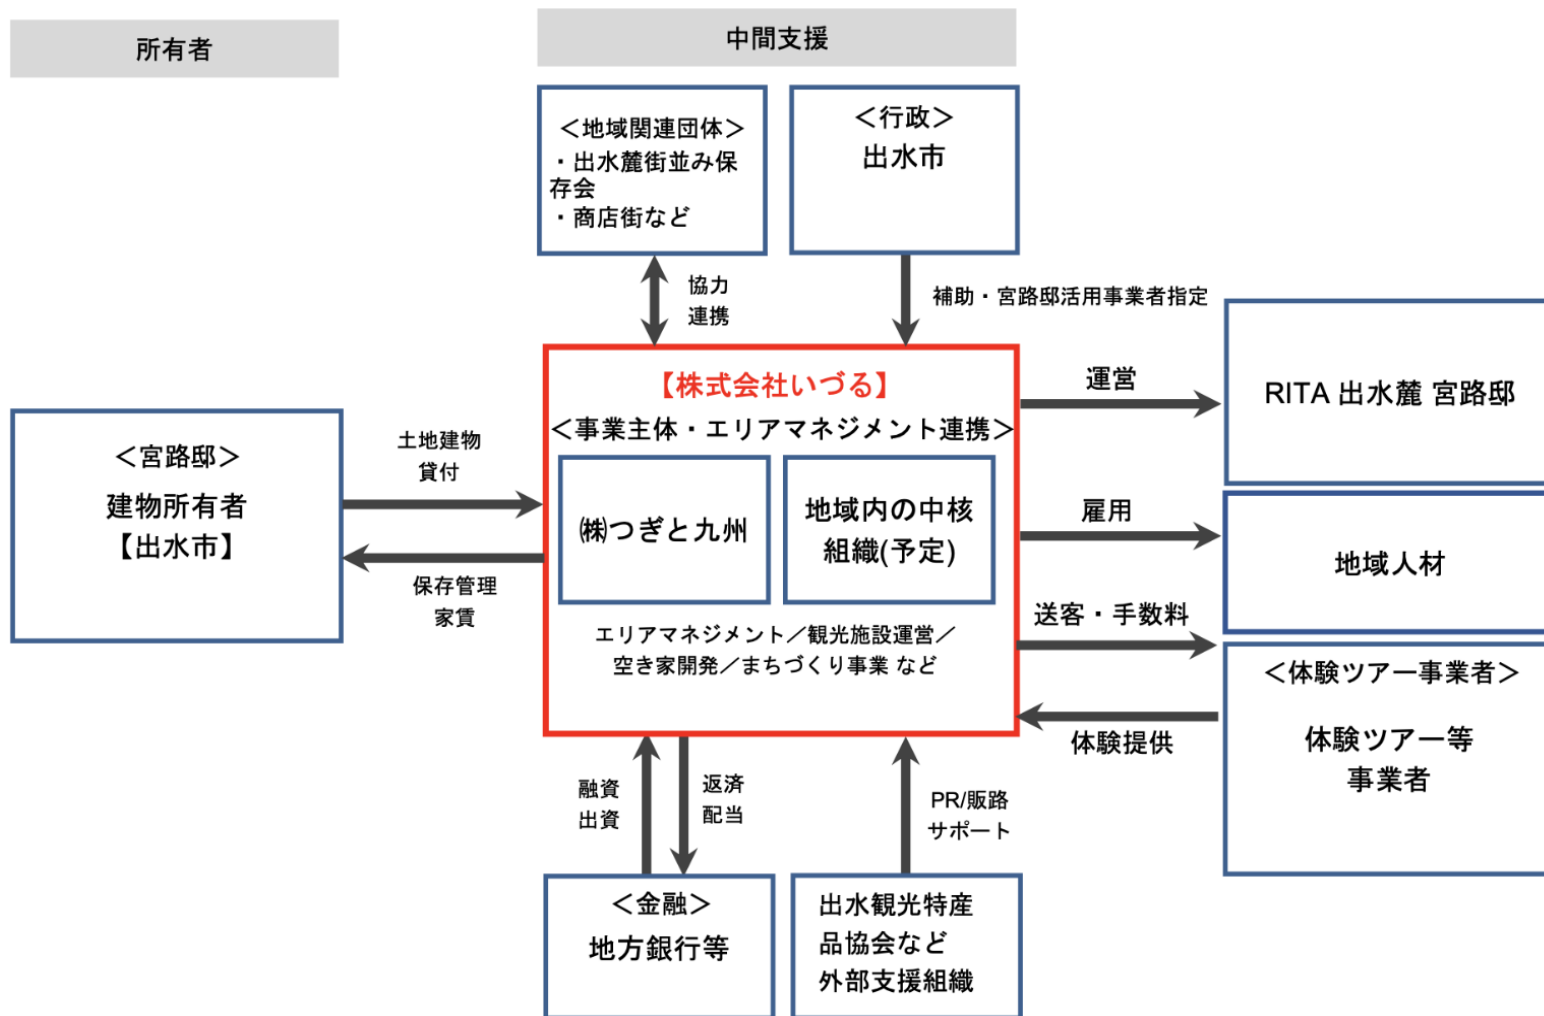 所有者
中間支援
＜地域関連団体＞
・出水麓街並み保
存会
・商店街など
＜行政＞
出水市
協力
連携
補助・宮路邸活用事業者指定
＜宮路邸＞
建物所有者
【出水市】
土地建物
貸付
保存管理
家賃
【株式会社いづる】
＜事業主体・エリアマネジメント連携＞
㈱つぎと九州
地域内の中核
組織(予定)
エリアマネジメント／観光施設運営／
空き家開発／まちづくり事業 など
運営
RITA 出水麓 宮路邸
雇用
地域人材
送客・手数料
体験提供
＜体験ツアー事業者＞
体験ツアー等
事業者
融資
出資
返済
配当
PR/販路
サポート
＜金融＞
地方銀行等
出水観光特産
品協会など
外部支援組織